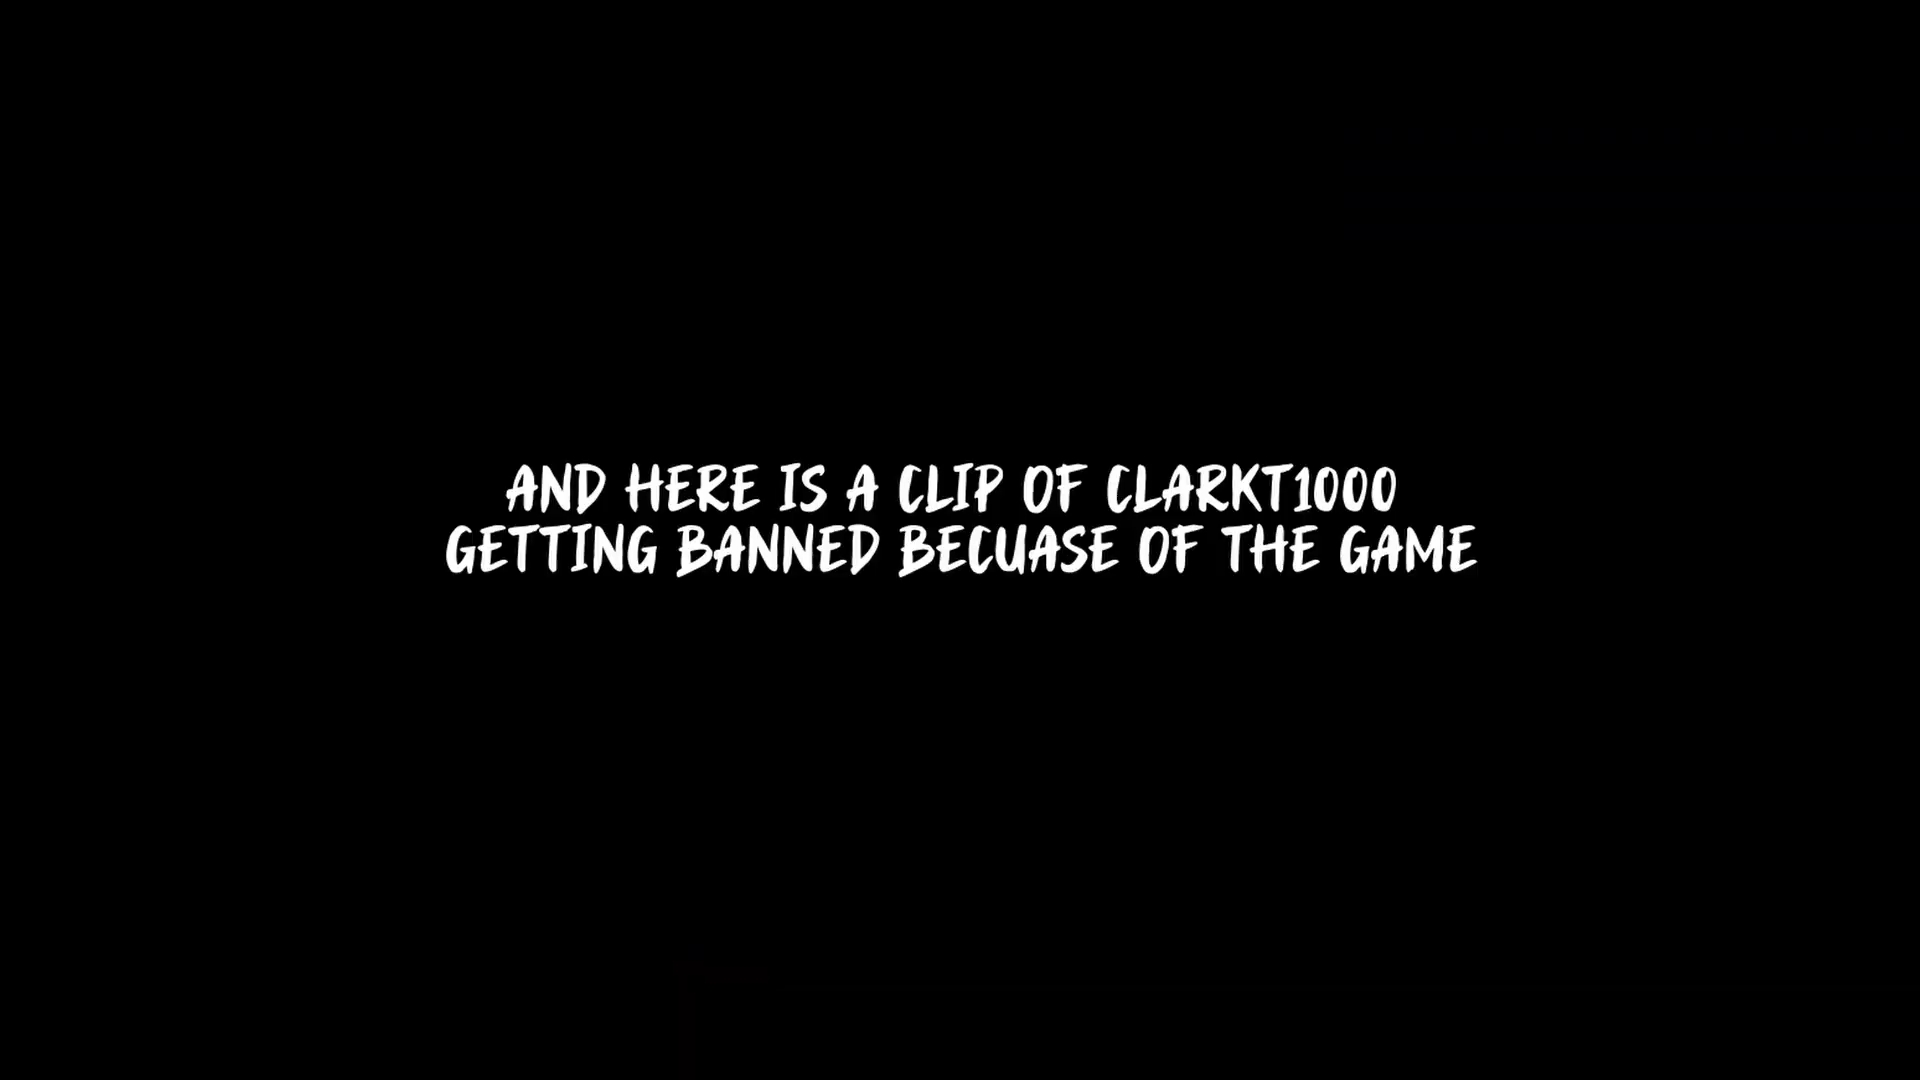 AND HERE IS A CLIP OF CLARKT1000
GETTING BANNED BECUASE OF THE GAME